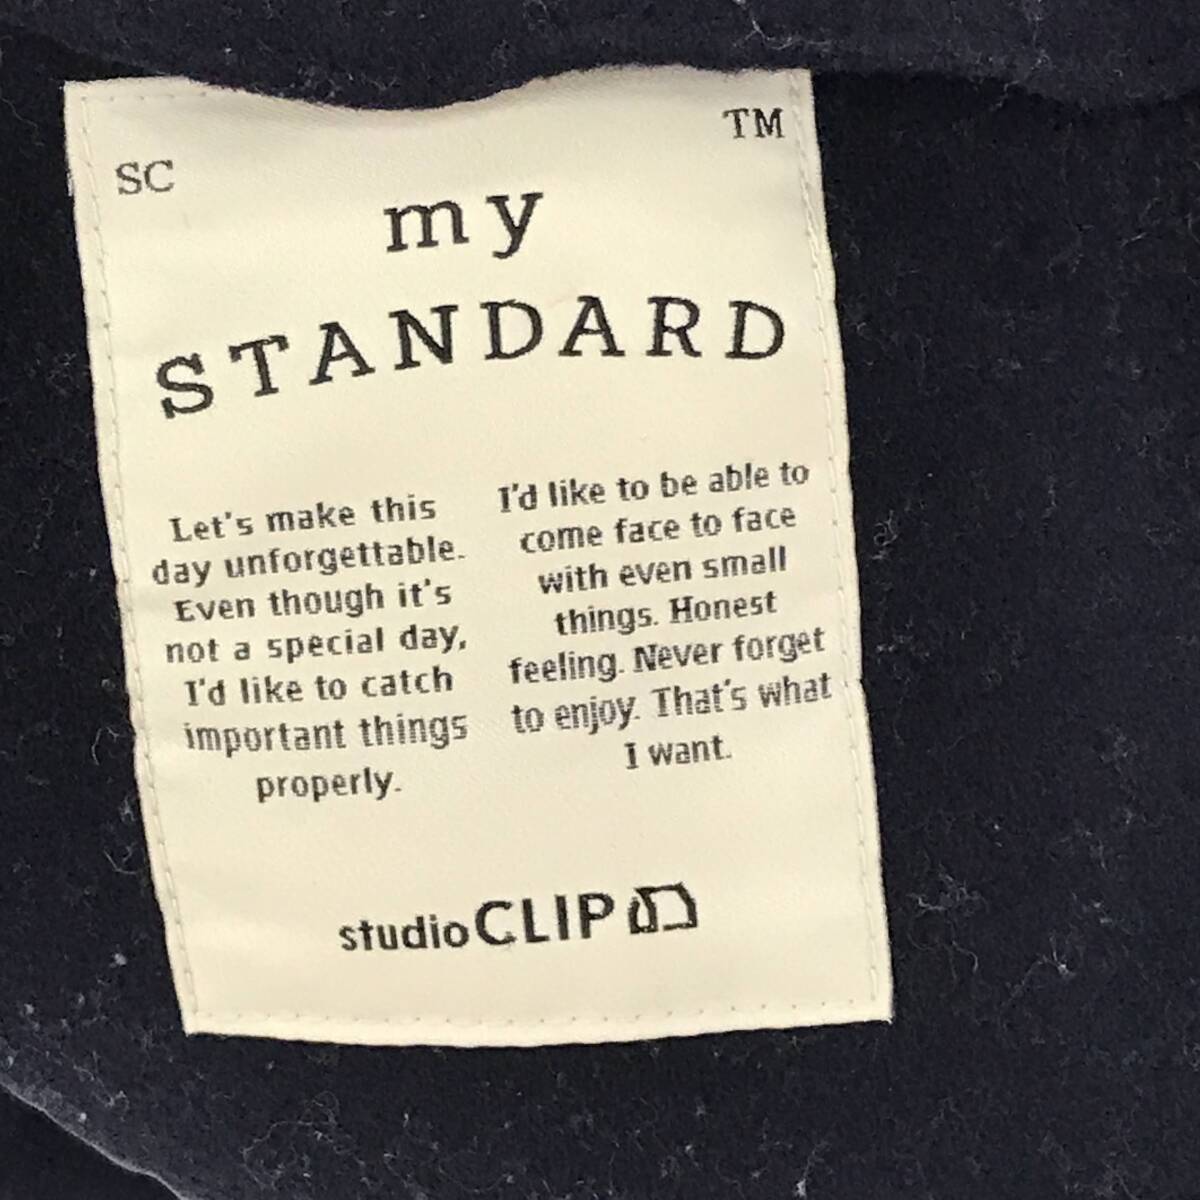 SC
TM
my
STANDARD
Let's make this
day unforgettable.
Even though it's
not a special day,
I'd like to catch
important things
properly.
I'd like to be able to
come face to face
with even small
things. Honest
feeling. Never forget
to enjoy. That's what
I want.
studio CLIP